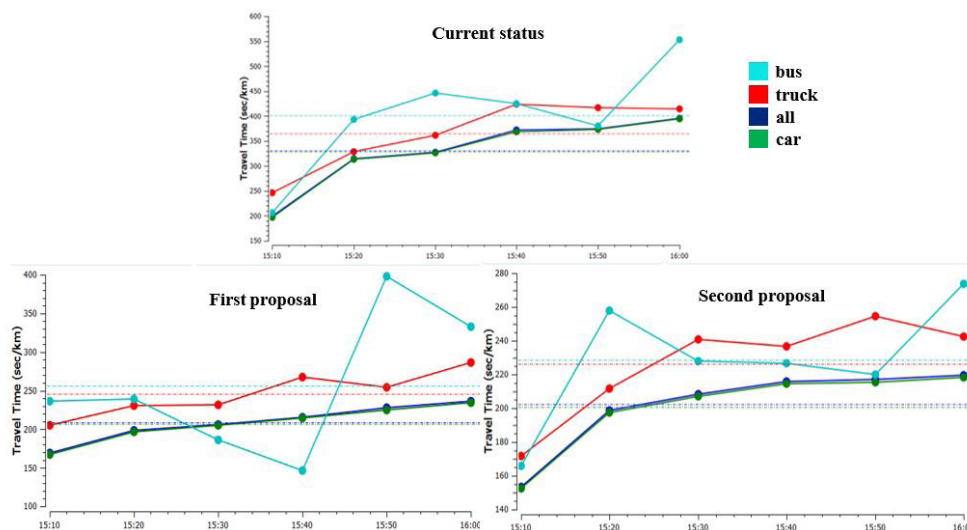 Current status
Travel Time (sec/km)
600
550
500
450
400
350
300
250
200
150
15:10 15:20 15:30 15:40 15:50 16:00
bus
truck
all
car
First proposal
Travel Time (sec/km)
400
350
300
250
200
150
100
15:10 15:20 15:30 15:40 15:50 16:00
Second proposal
Travel Time (sec/km)
280
260
240
220
200
180
160
140
15:10 15:20 15:30 15:40 15:50 16:0